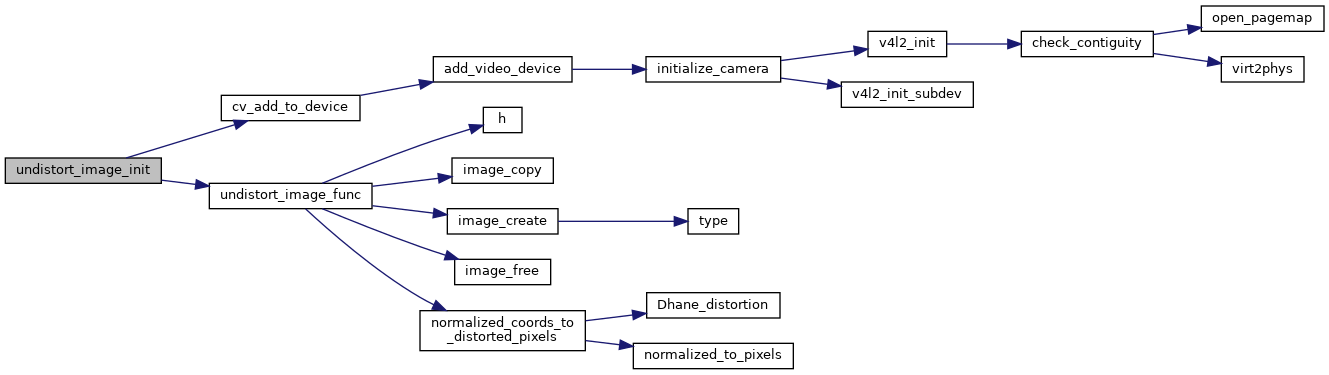 undistort_image_init
cv_add_to_device
add_video_device
initialize_camera
v4l2_init
check_contiguity
open_pagemap
virt2phys
v4l2_init_subdev
undistort_image_func
h
image_copy
image_create
type
image_free
normalized_coords_to
_distorted_pixels
Dhane_distortion
normalized_to_pixels